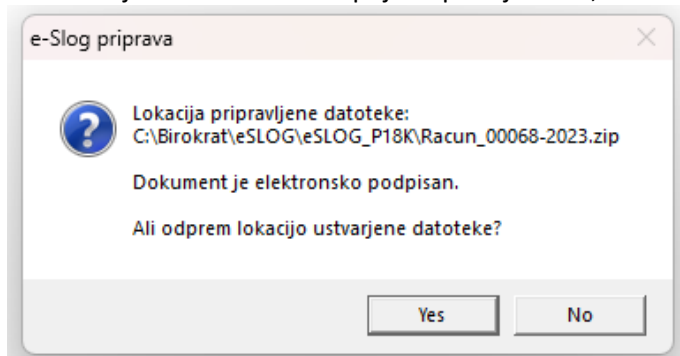 e-Slog priprava
Lokacija pripravljene datoteke:
C:\Birokrat\eSLOG\eSLOG_P18K\Racun_00068-2023.zip
Dokument je elektronsko podpisan.
Ali odprem lokacijo ustvarjene datoteke?
Yes
No